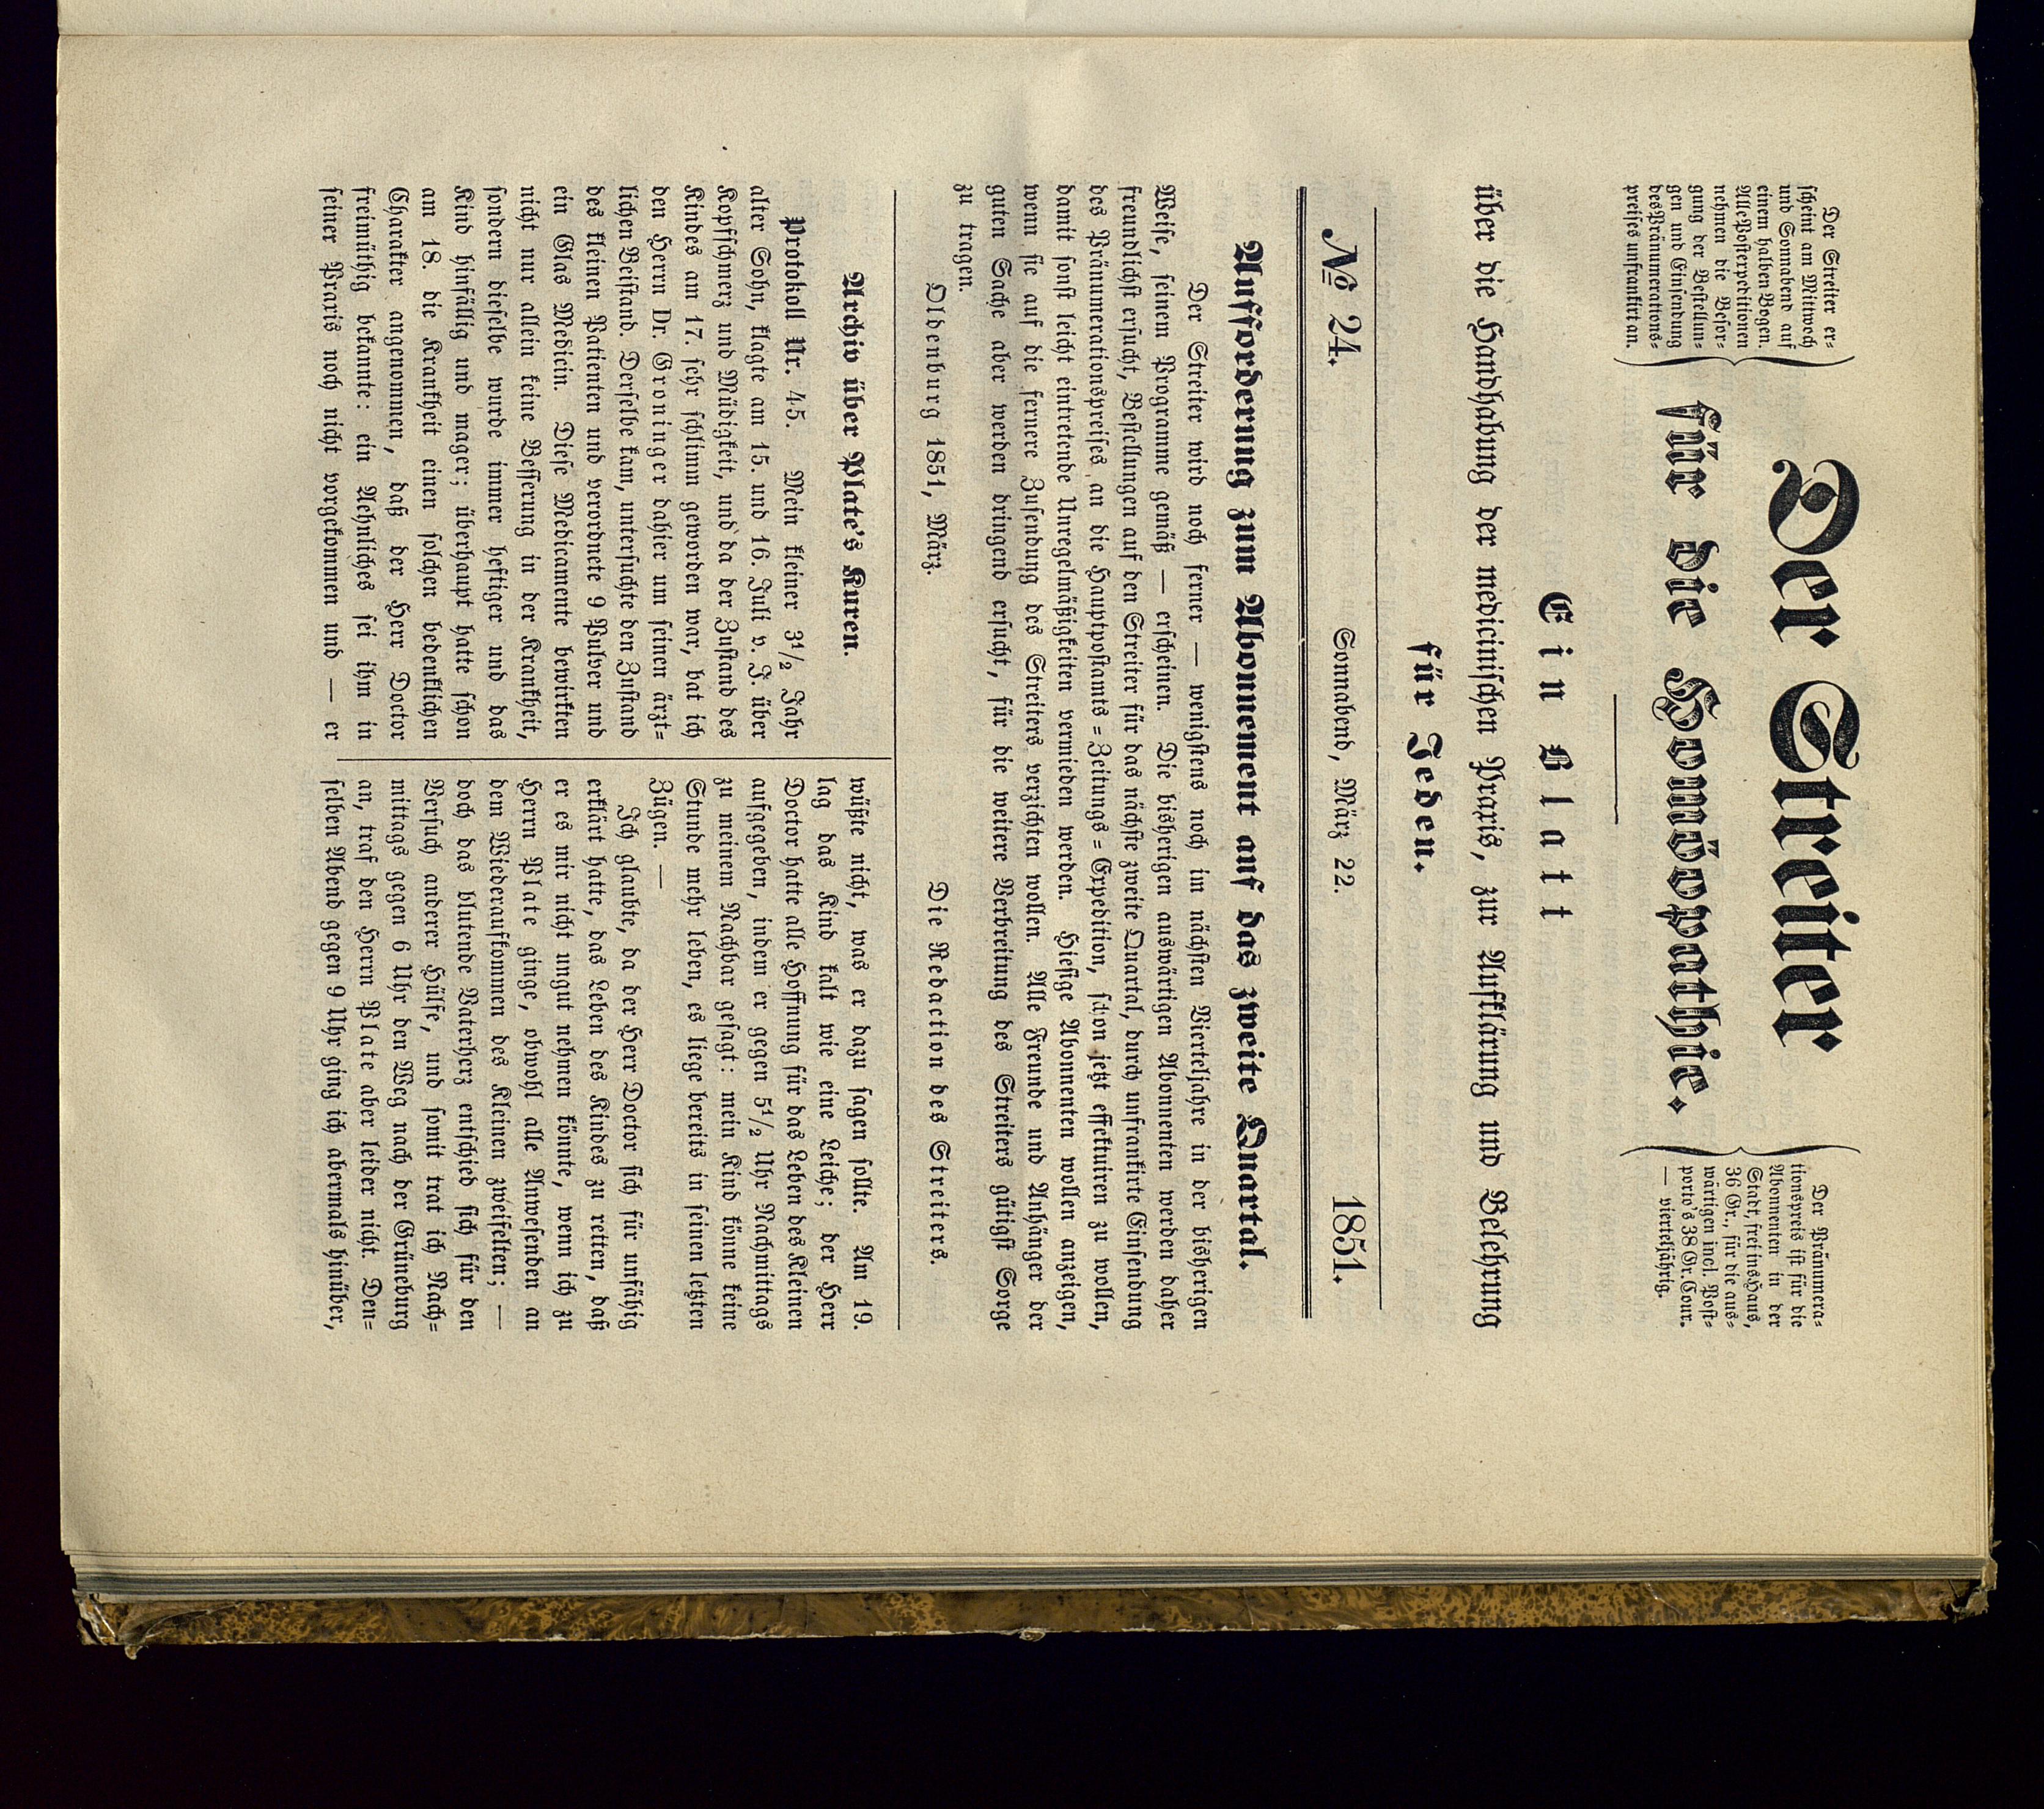 Der Streiter er-
scheint am Mittwoch
und Sonnabend auf
einem halben Bogen.
Alle Postexpeditionen
nehmen die Besor-
gung der Bestellun-
gen und Einsendung
des Pränumerations-
preises unfrankirt an.
Der Streiter
für die Homöopathie.
Der Pränumera-
tionspreis ist für die
Abonnenten in der
Stadt, frei ins Haus,
36 Gr., für die aus-
wärtigen incl. Post-
porto's 38 Gr. Cour.
— vierteljährig.
Ein Blatt
über die Handhabung der medicinischen Praxis, zur Aufklärung und Belehrung
für Jeden.
№ 24. Sonnabend, März 22. 1851.
Aufforderung zum Abonnement auf das zweite Quartal.
Der Streiter wird noch ferner — wenigstens noch im nächsten Vierteljahre in der bisherigen
Weise, seinem Programme gemäß — erscheinen. Die bisherigen auswärtigen Abonnenten werden daher
freundlichst ersucht, Bestellungen auf den Streiter für das nächste zweite Quartal, durch unfrankirte Einsendung
des Pränumerationspreises an die Hauptpostamts-Zeitungs-Expedition, schon jetzt effektuiren zu wollen,
damit sonst leicht eintretende Unregelmäßigkeiten vermieden werden. Hiesige Abonnenten wollen anzeigen,
wenn sie auf die fernere Zusendung des Streiters verzichten wollen. Alle Freunde und Anhänger der
guten Sache aber werden dringend ersucht, für die weitere Verbreitung des Streiters gütigst Sorge
zu tragen.
Oldenburg 1851, März. Die Redaction des Streiters.
Archiv über Plate's Kuren.
Protokoll Nr. 45. Mein kleiner 3½ Jahr
alter Sohn, klagte am 15. und 16. Juli v. J. über
Kopfschmerz und Müdigkeit, und da der Zustand des
Kindes am 17. sehr schlimm geworden war, bat ich
den Herrn Dr. Groninger dahier um seinen ärzt-
lichen Beistand. Derselbe kam, untersuchte den Zustand
des kleinen Patienten und verordnete 9 Pulver und
ein Glas Medicin. Diese Medicamente bewirkten
nicht nur allein keine Besserung in der Krankheit,
sondern dieselbe wurde immer heftiger und das
Kind hinfällig und mager; überhaupt hatte schon
am 18. die Krankheit einen solchen bedenklichen
Charakter angenommen, daß der Herr Doctor
freimüthig bekannte: ein Aehnliches sei ihm in
seiner Praxis noch nicht vorgekommen und — er
wüßte nicht, was er dazu sagen sollte. Am 19.
lag das Kind kalt wie eine Leiche; der Herr
Doctor hatte alle Hoffnung für das Leben des Kleinen
aufgegeben, indem er gegen 5½ Uhr Nachmittags
zu meinem Nachbar gesagt: mein Kind könne keine
Stunde mehr leben, es liege bereits in seinen letzten
Zügen. —
Ich glaubte, da der Herr Doctor sich für unfähig
erklärt hatte, das Leben des Kindes zu retten, daß
er es mir nicht ungut nehmen könnte, wenn ich zu
Herrn Plate ginge, obwohl alle Anwesenden an
dem Wiederaufkommen des Kleinen zweifelten; —
doch das blutende Vaterherz entschied sich für den
Versuch anderer Hülfe, und somit trat ich Nach-
mittags gegen 6 Uhr den Weg nach der Grüneburg
an, traf den Herrn Plate aber leider nicht. Den-
selben Abend gegen 9 Uhr ging ich abermals hinüber,